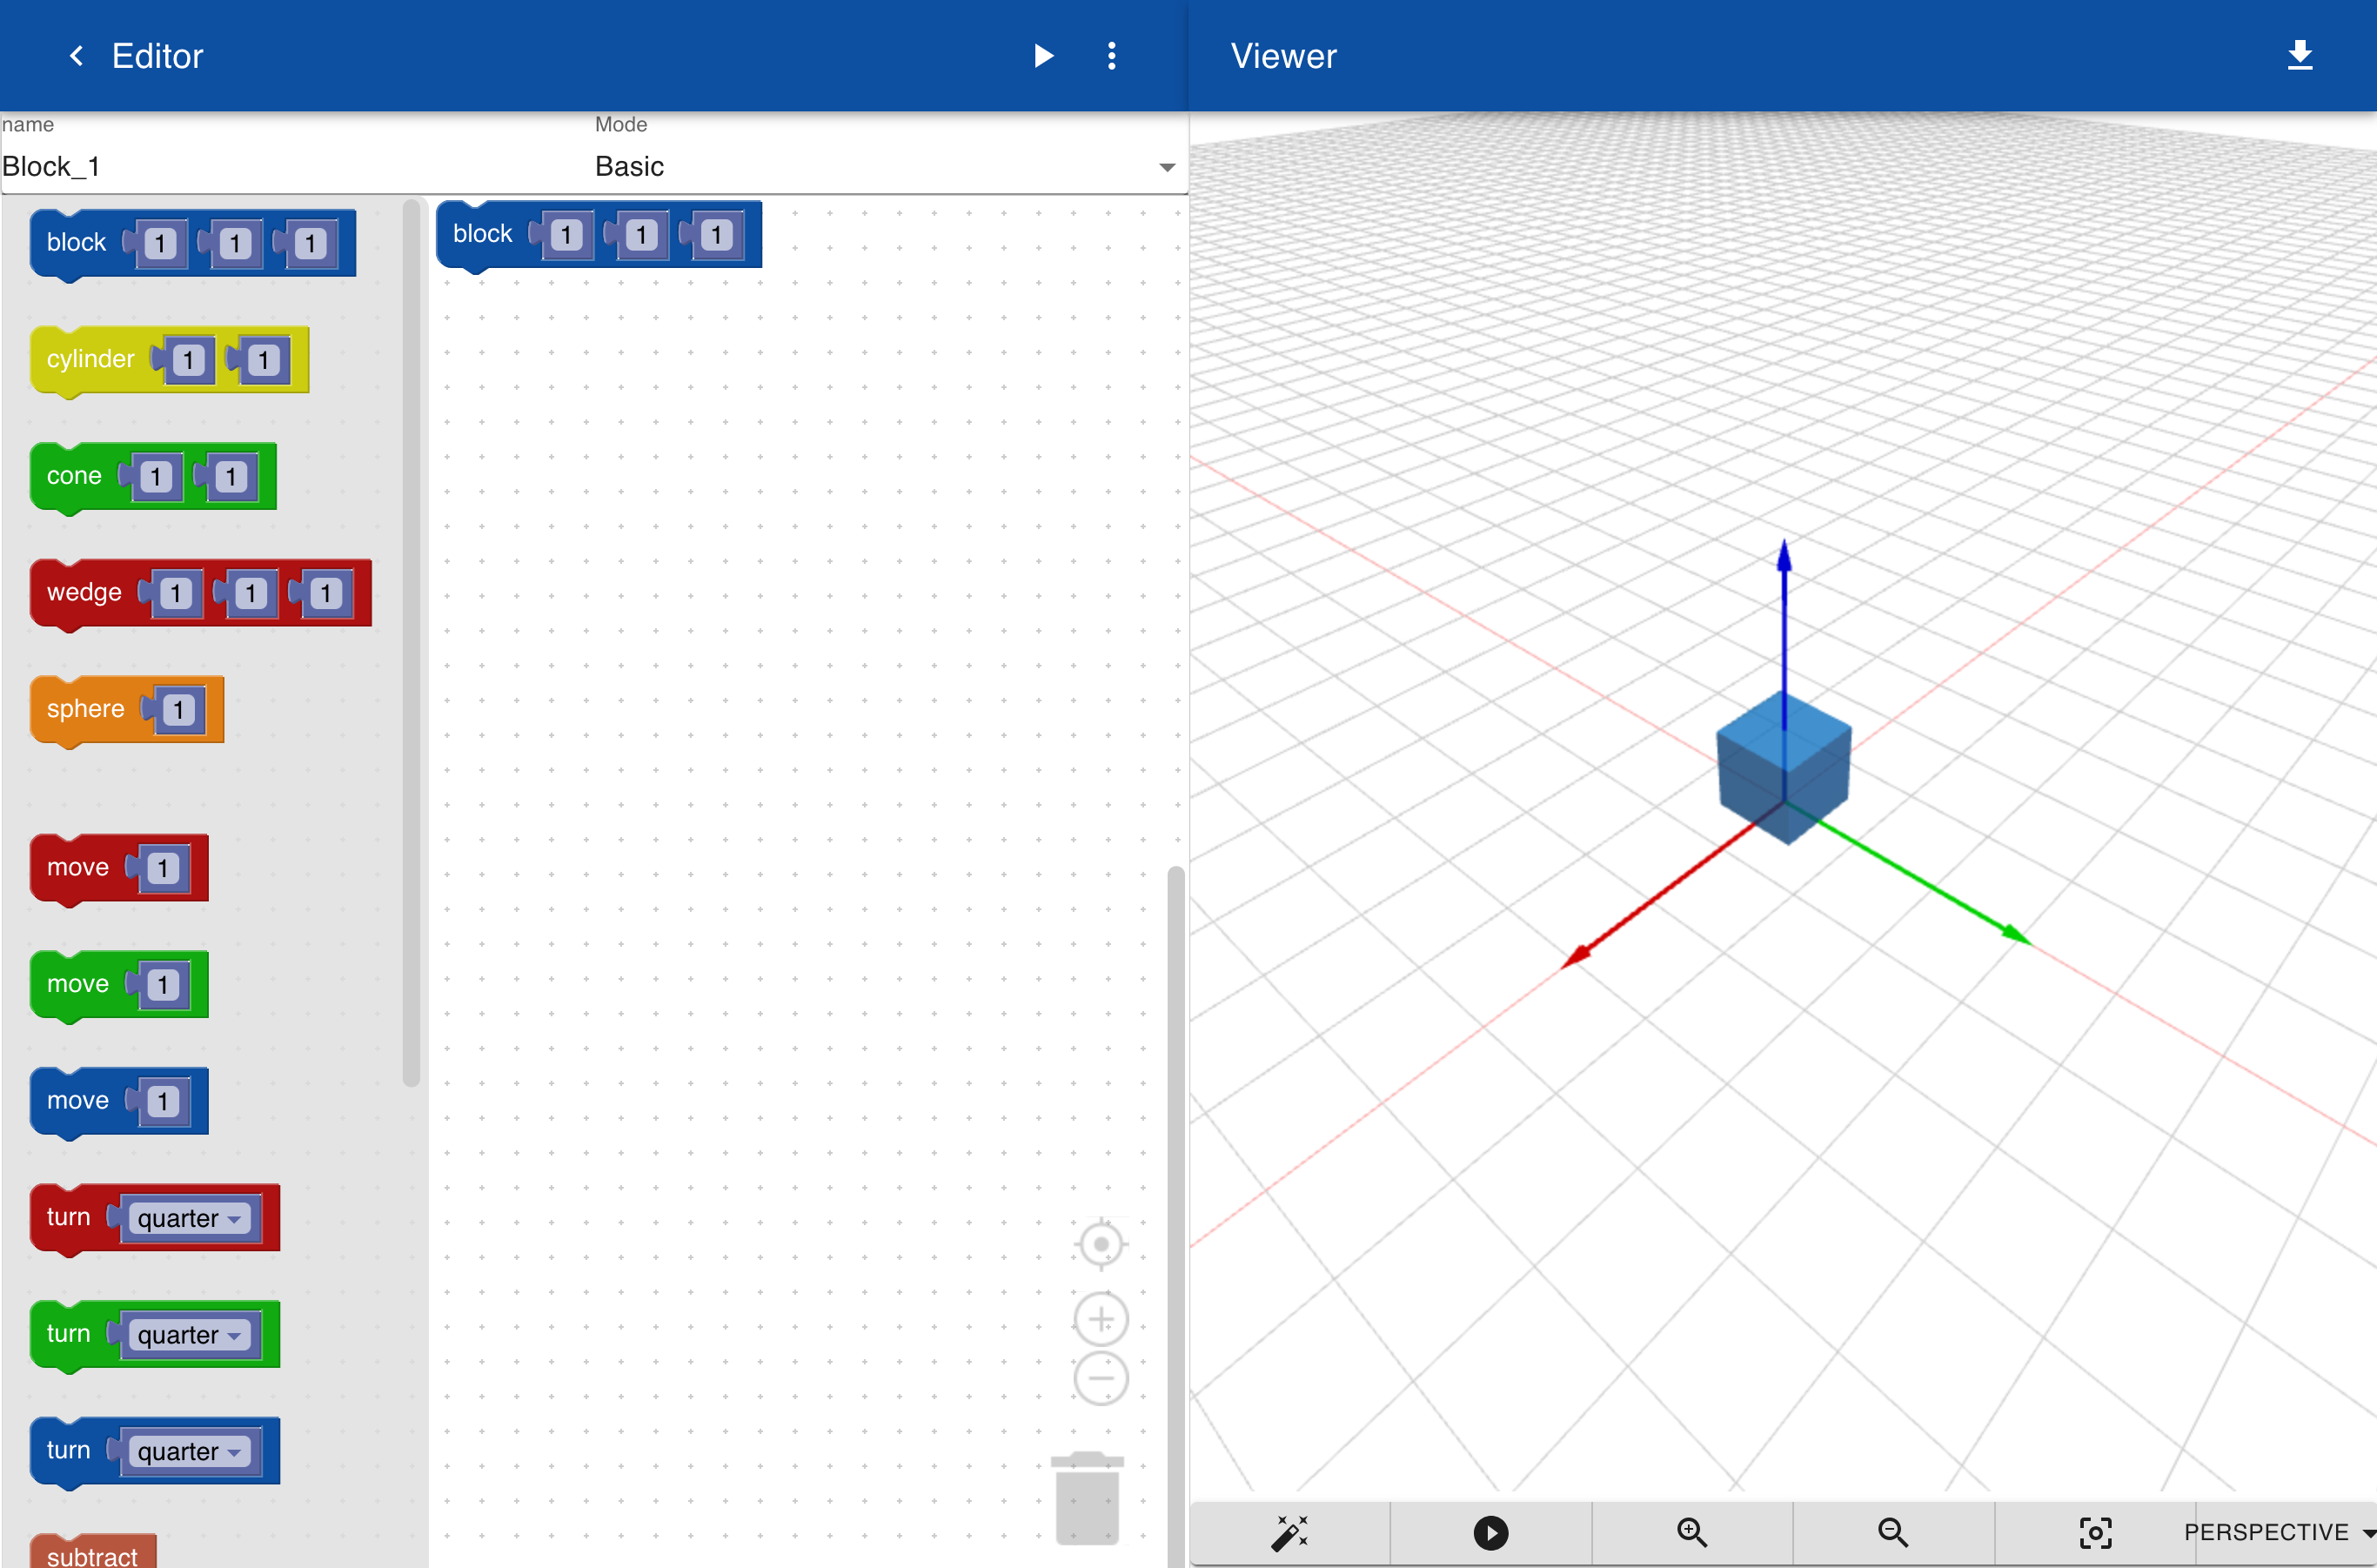 Editor
Viewer
name
Mode
Block_1
Basic
block 1 1 1
cylinder 1 1
cone 1 1
wedge 1 1 1
sphere 1
move 1
move 1
move 1
turn quarter
turn quarter
turn quarter
subtract
block 1 1 1
PERSPECTIVE